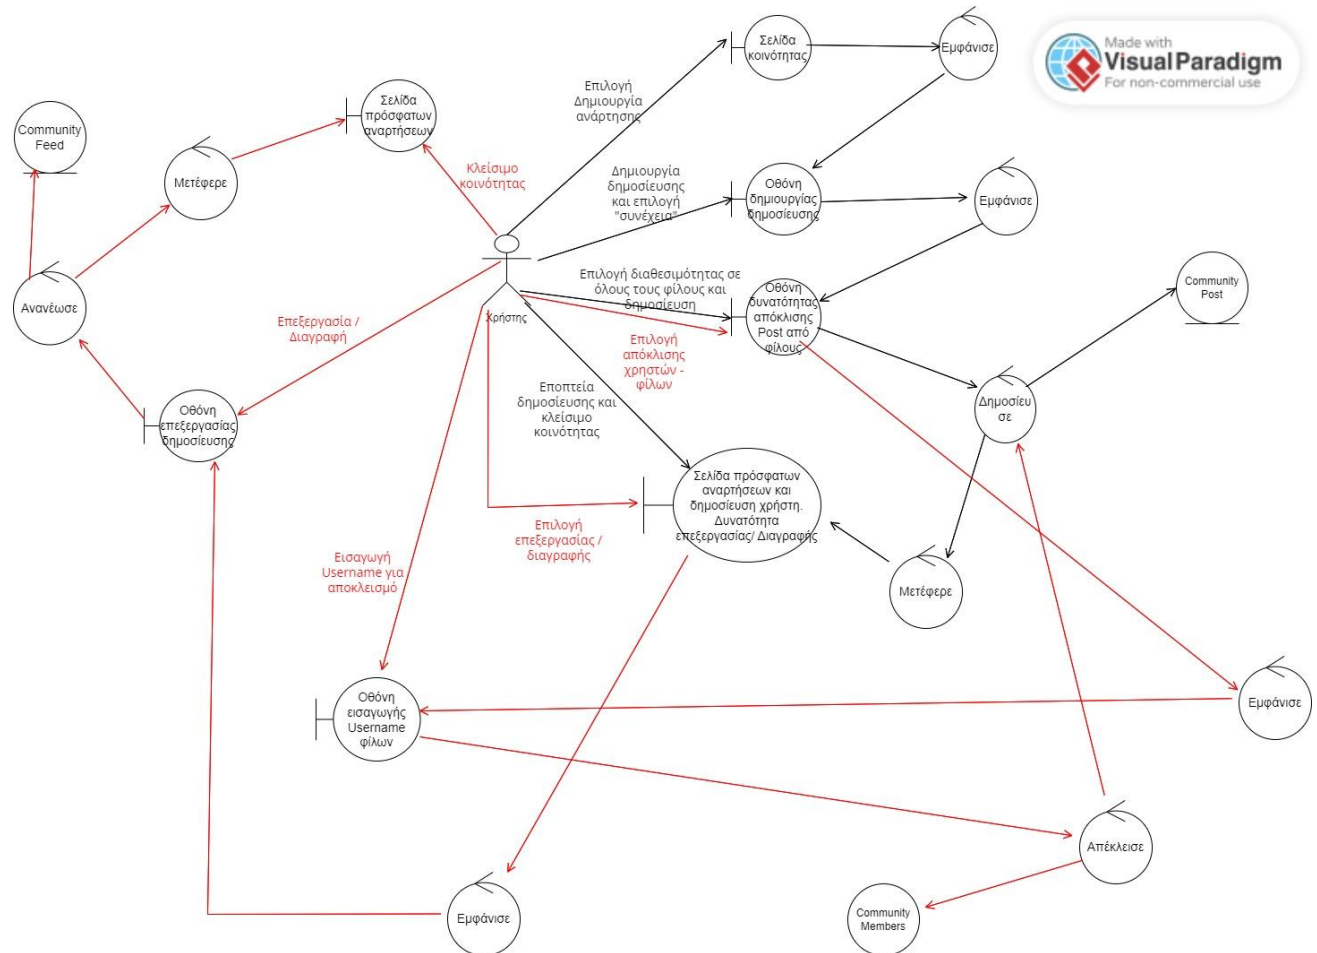 Made with
Visual Paradigm
For non-commercial use
Σελίδα
κοινότητας
Εμφάνισε
Επιλογή
Δημιουργία
ανάρτησης
Σελίδα
πρόσφατων
αναρτήσεων
Community
Feed
Μετέφερε
Κλείσιμο
κοινότητας
Δημιουργία
δημοσίευσης
και επιλογή
"συνέχεια"
Οθόνη
δημιουργίας
δημοσίευσης
Εμφάνισε
Ανανέωσε
Επεξεργασία /
Διαγραφή
Χρήστης
Επιλογή διαθεσιμότητας σε
όλους τους φίλους και
δημοσίευση
Οθόνη
δυνατότητας
απόκλισης
Post από
φίλους
Community
Post
Επιλογή
απόκλισης
χρηστών -
φίλων
Εποπτεία
δημοσίευσης και
κλείσιμο
κοινότητας
Δημοσίευ
σε
Οθόνη
επεξεργασίας
δημοσίευσης
Σελίδα πρόσφατων
αναρτήσεων και
δημοσίευση χρήστη.
Δυνατότητα
επεξεργασίας/ Διαγραφής
Επιλογή
επεξεργασίας /
διαγραφής
Εισαγωγή
Username για
αποκλεισμό
Μετέφερε
Οθόνη
εισαγωγής
Username
φίλων
Εμφάνισε
Απέκλεισε
Εμφάνισε
Community
Members